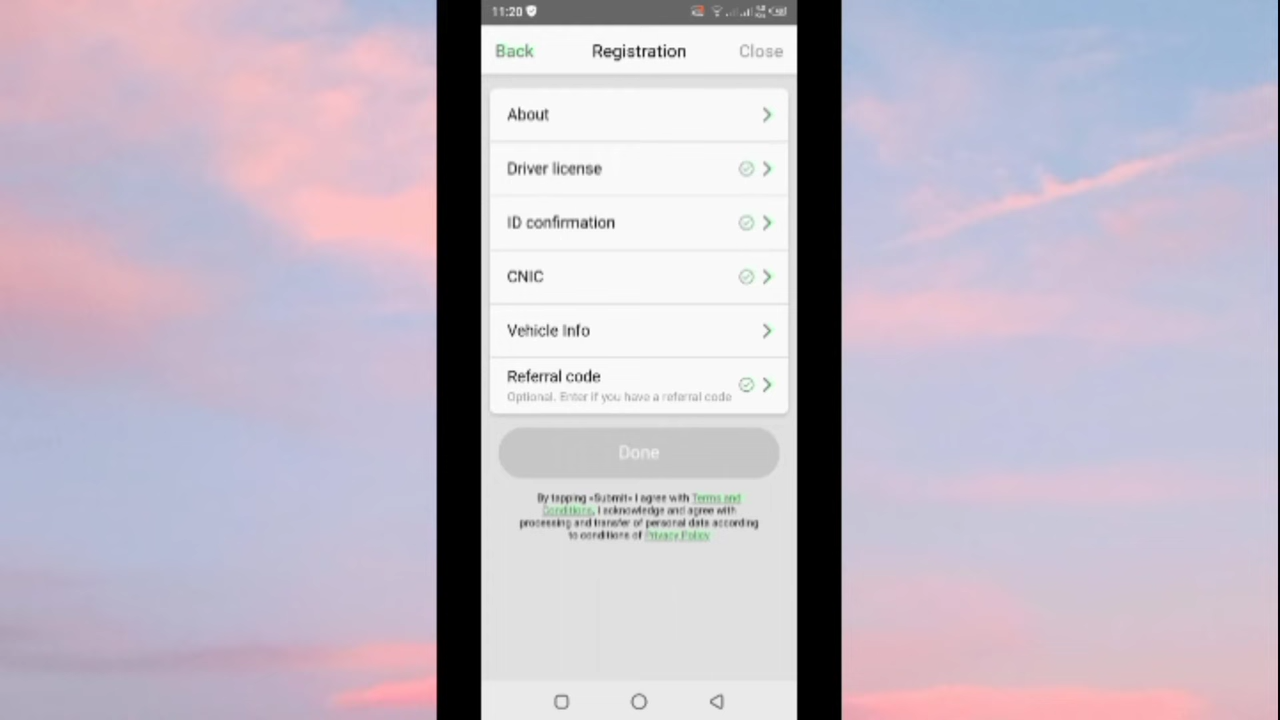 11:20
Back Registration Close
About
Driver license
ID confirmation
CNIC
Vehicle Info
Referral code
Optional. Enter if you have a referral code
Done
By tapping «Submit» I agree with Terms and
Conditions. I acknowledge and agree with
processing and transfer of personal data according
to conditions of Privacy Policy